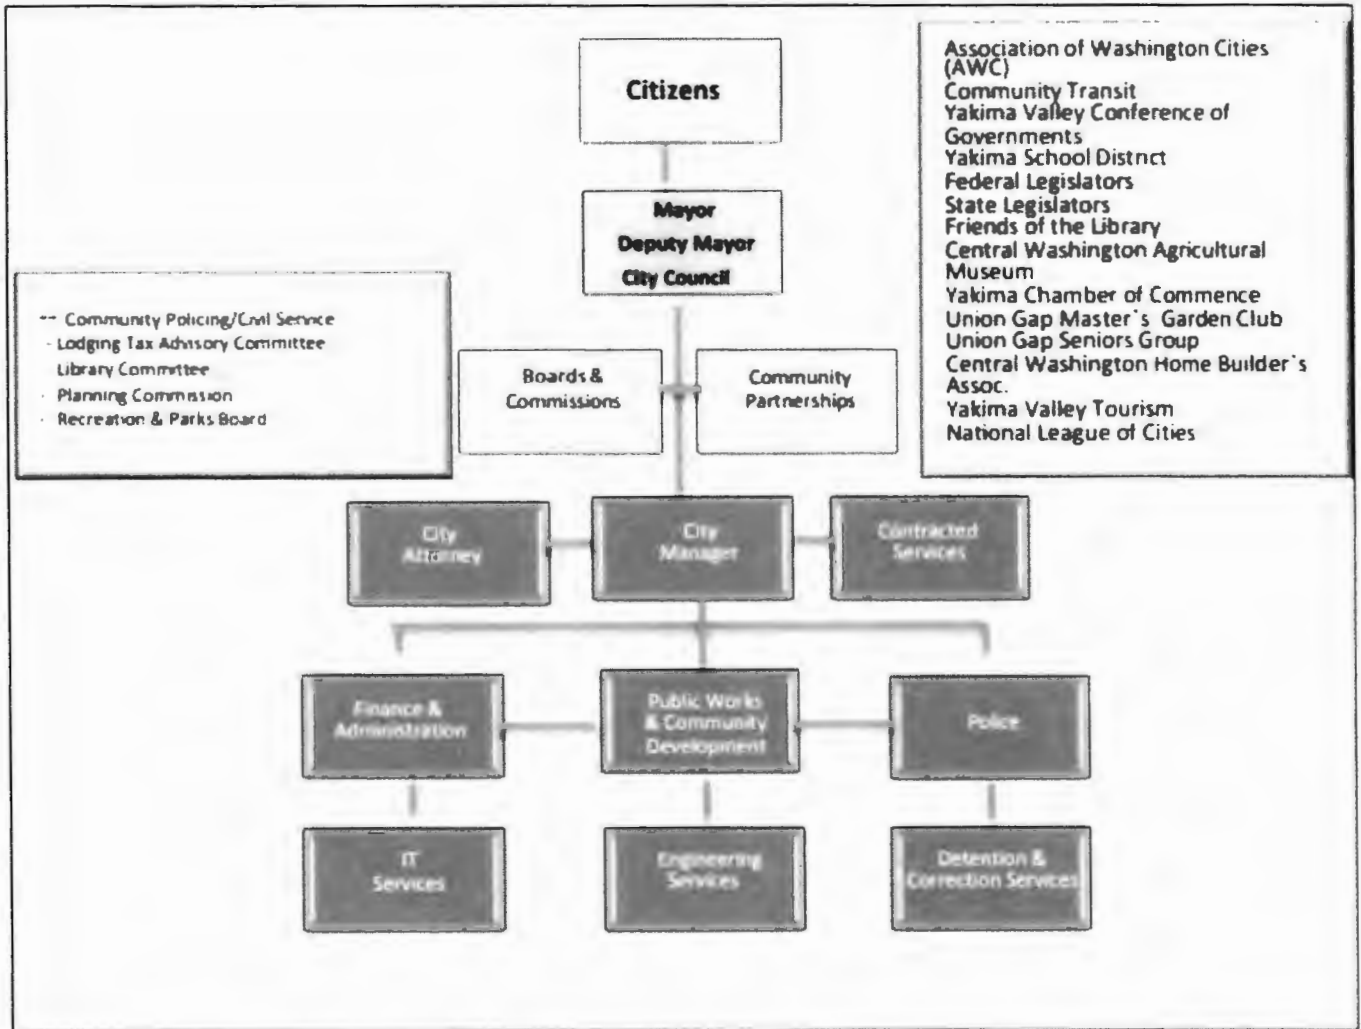 Citizens
Mayor
Deputy Mayor
City Council
Association of Washington Cities
(AWC)
Community Transit
Yakima Valley Conference of
Governments
Yakima School District
Federal Legislators
State Legislators
Friends of the Library
Central Washington Agricultural
Museum
Yakima Chamber of Commence
Union Gap Master`s Garden Club
Union Gap Seniors Group
Central Washington Home Builder`s
Assoc.
Yakima Valley Tourism
National League of Cities
-- Community Policing/Civil Service
- Lodging Tax Advisory Committee
Library Committee
- Planning Commission
- Recreation & Parks Board
Boards &
Commissions
Community
Partnerships
City
Attorney
City
Manager
Contracted
Services
Finance &
Administration
Public Works
& Community
Development
Police
IT
Services
Engineering
Services
Detention &
Correction Services